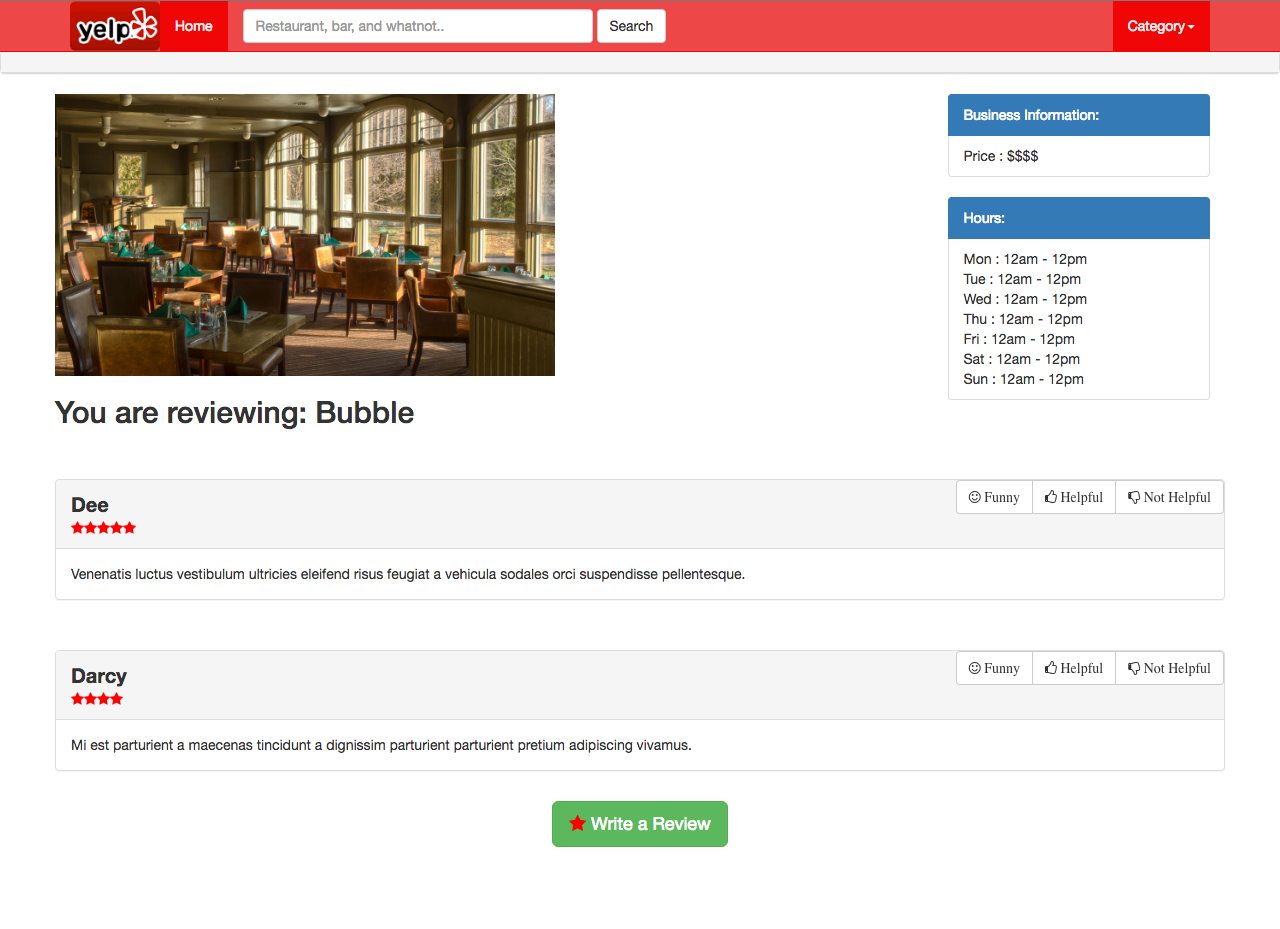 yelp Home Restaurant, bar, and whatnot.. Search Category
Business Information:
Price : $$$$
Hours:
Mon : 12am - 12pm
Tue : 12am - 12pm
Wed : 12am - 12pm
Thu : 12am - 12pm
Fri : 12am - 12pm
Sat : 12am - 12pm
Sun : 12am - 12pm
You are reviewing: Bubble
Dee
Funny Helpful Not Helpful
Venenatis luctus vestibulum ultricies eleifend risus feugiat a vehicula sodales orci suspendisse pellentesque.
Darcy
Funny Helpful Not Helpful
Mi est parturient a maecenas tincidunt a dignissim parturient parturient pretium adipiscing vivamus.
Write a Review